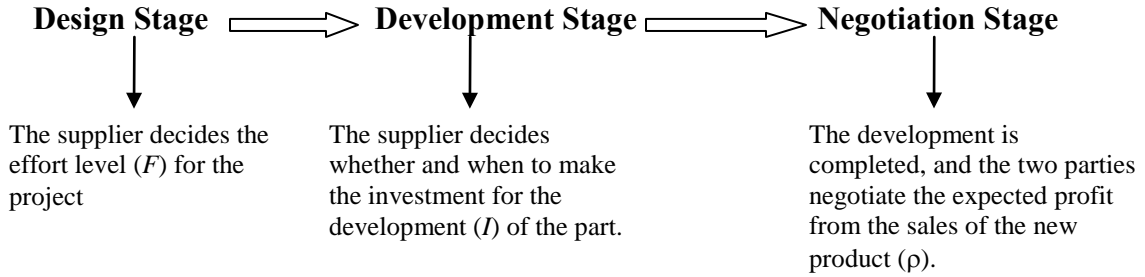 Design Stage Development Stage Negotiation Stage
The supplier decides the
effort level (F) for the
project
The supplier decides
whether and when to make
the investment for the
development (I) of the part.
The development is
completed, and the two parties
negotiate the expected profit
from the sales of the new
product (ρ).